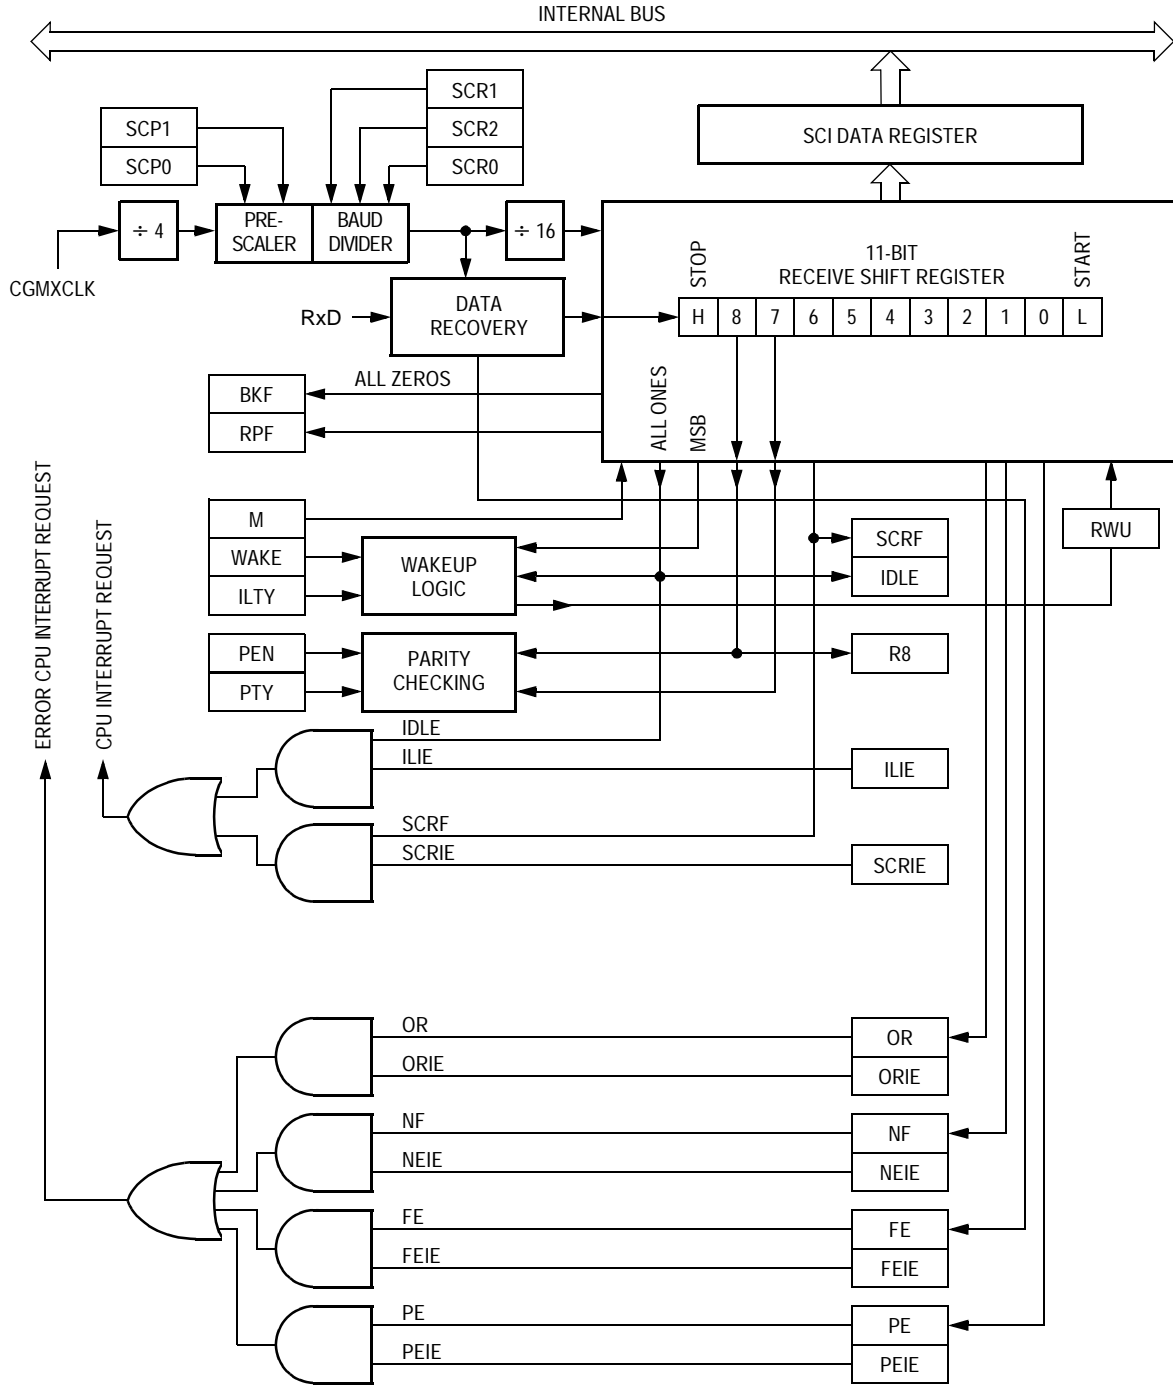 INTERNAL BUS
SCR1
SCR2
SCR0
SCP1
SCP0
SCI DATA REGISTER
÷ 4
PRE-
SCALER
BAUD
DIVIDER
÷ 16
CGMXCLK
RxD
DATA
RECOVERY
STOP
11-BIT
RECEIVE SHIFT REGISTER
START
H 8 7 6 5 4 3 2 1 0 L
ALL ZEROS
BKF
RPF
ALL ONES
MSB
ERROR CPU INTERRUPT REQUEST
CPU INTERRUPT REQUEST
M
WAKE
ILTY
WAKEUP
LOGIC
SCRF
IDLE
RWU
PEN
PTY
PARITY
CHECKING
R8
IDLE
ILIE
ILIE
SCRF
SCRIE
SCRIE
OR
ORIE
OR
ORIE
NF
NEIE
NF
NEIE
FE
FEIE
FE
FEIE
PE
PEIE
PE
PEIE